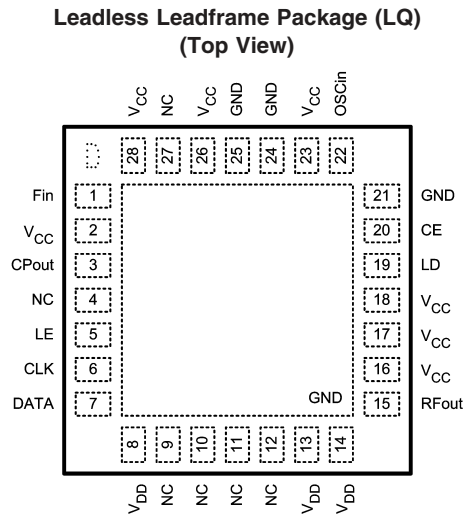 Leadless Leadframe Package (LQ)
(Top View)
VCC NC VCC GND GND VCC OSCin
28 27 26 25 24 23 22
Fin 1 21 GND
VCC 2 20 CE
CPout 3 19 LD
NC 4 18 VCC
LE 5 17 VCC
CLK 6 16 VCC
DATA 7 GND 15 RFout
8 9 10 11 12 13 14
VDD NC NC NC NC VDD VDD